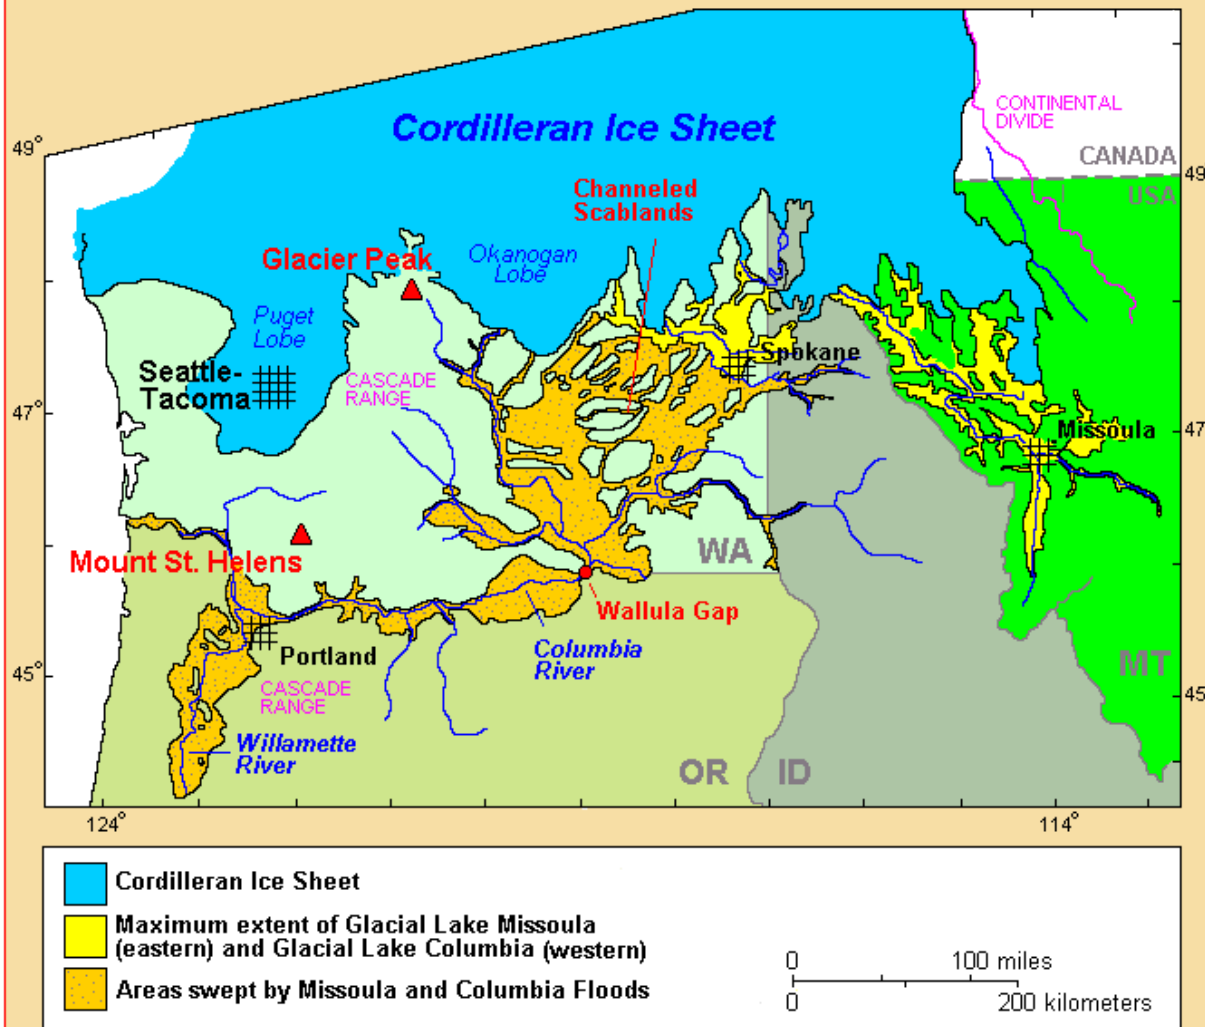 Cordilleran Ice Sheet
CONTINENTAL
DIVIDE
49°
CANADA
49
USA
Channeled
Scablands
Glacier Peak
Okanogan
Lobe
Puget
Lobe
Spokane
Seattle-
Tacoma
CASCADE
RANGE
47°
47
Missoula
WA
Mount St. Helens
Wallula Gap
Columbia
River
Portland
MT
45°
CASCADE
RANGE
45
Willamette
River
OR
ID
124°
114°
Cordilleran Ice Sheet
Maximum extent of Glacial Lake Missoula
(eastern) and Glacial Lake Columbia (western)
Areas swept by Missoula and Columbia Floods
0 100 miles
0 200 kilometers